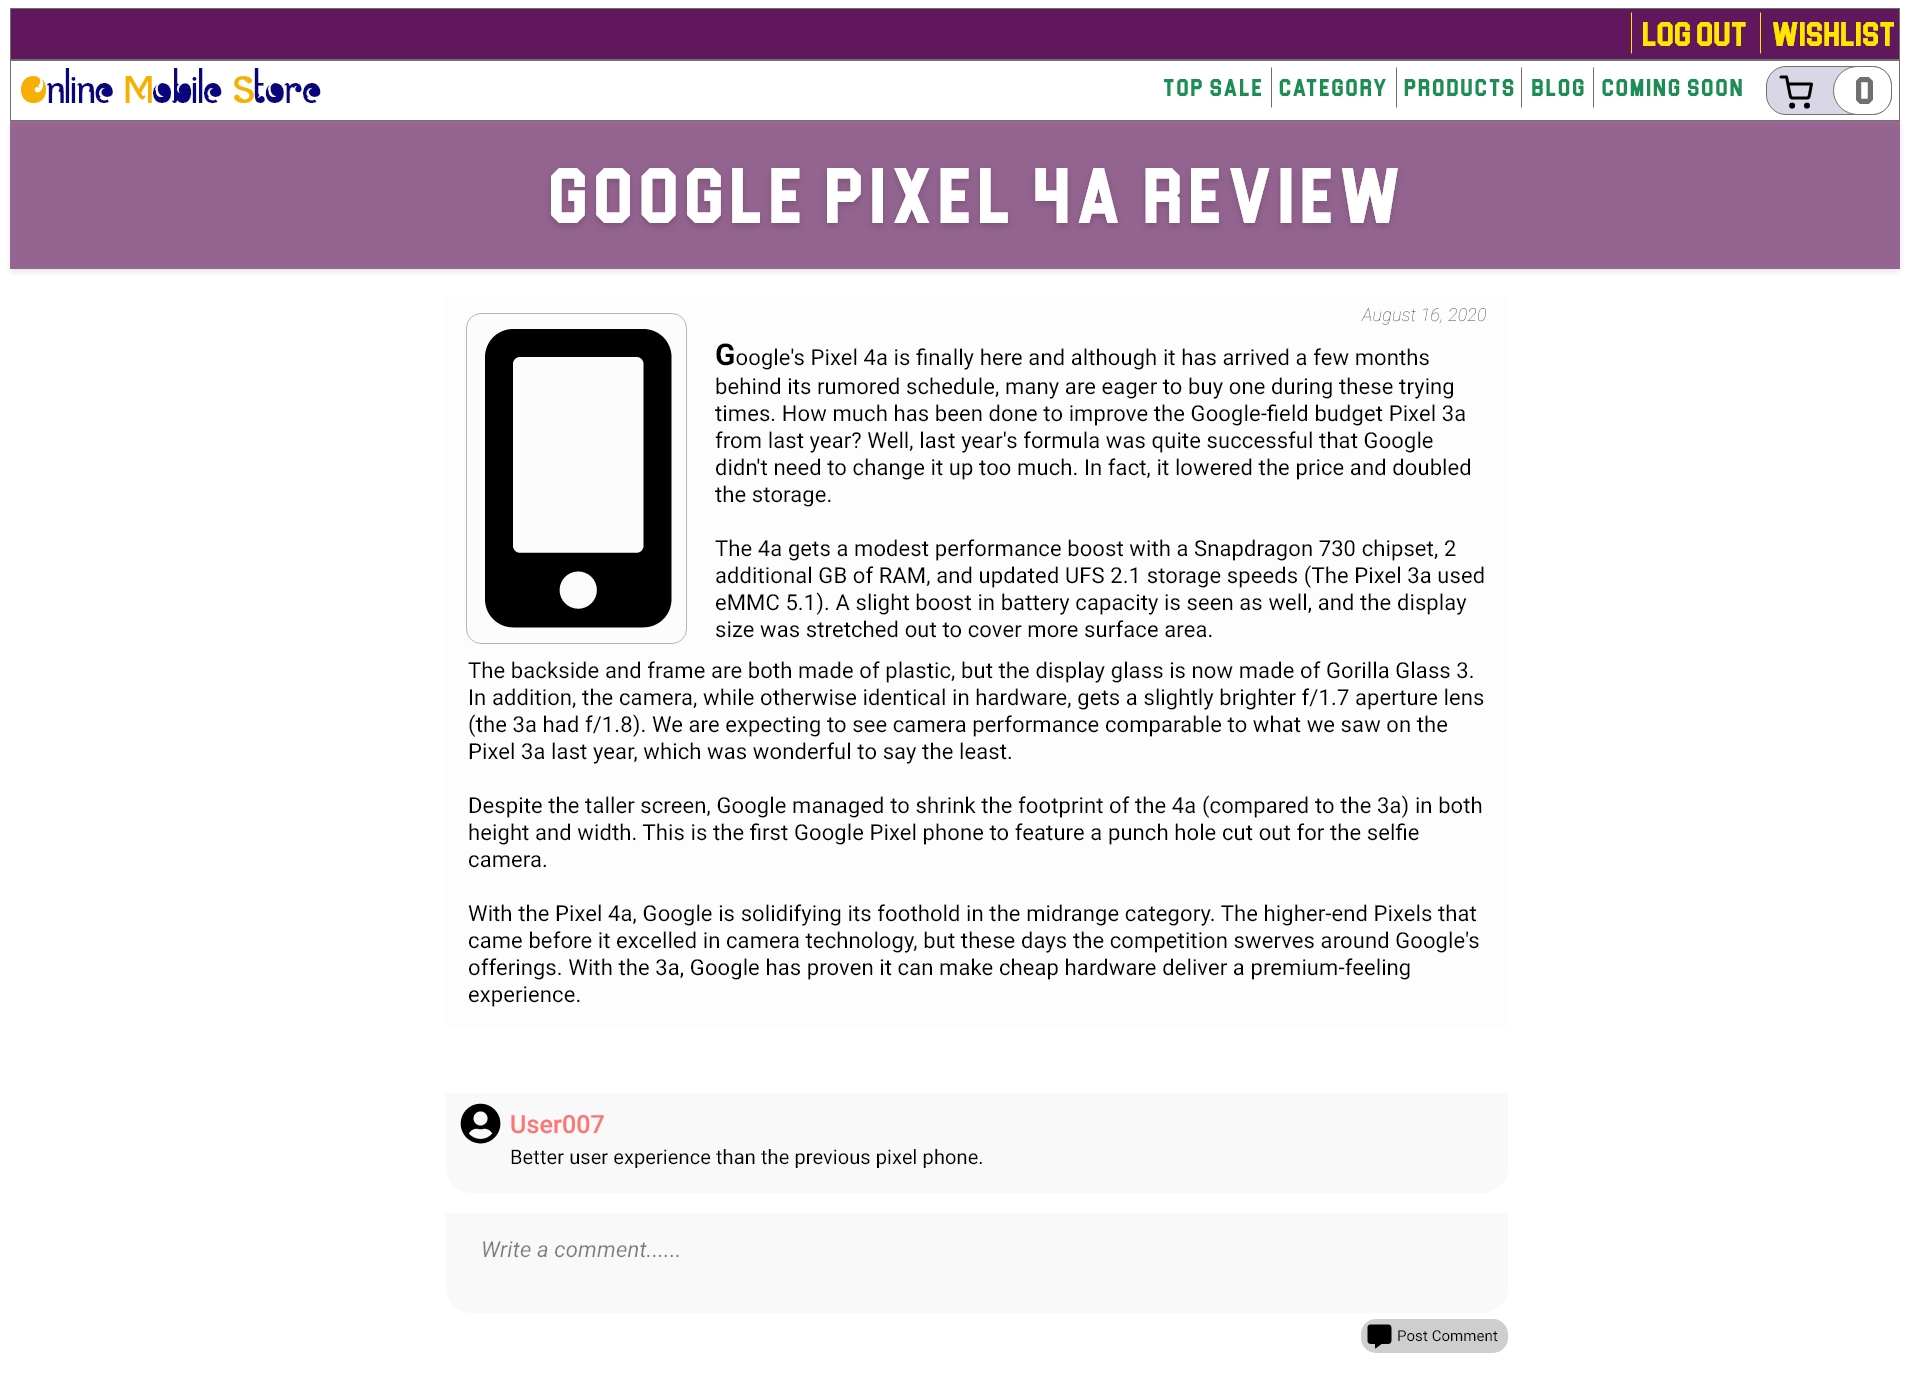 LOG OUT
WISHLIST
Online Mobile Store
TOP SALE
CATEGORY
PRODUCTS
BLOG
COMING SOON
0
GOOGLE PIXEL 4A REVIEW
August 16, 2020
Google's Pixel 4a is finally here and although it has arrived a few months
behind its rumored schedule, many are eager to buy one during these trying
times. How much has been done to improve the Google-field budget Pixel 3a
from last year? Well, last year's formula was quite successful that Google
didn't need to change it up too much. In fact, it lowered the price and doubled
the storage.
The 4a gets a modest performance boost with a Snapdragon 730 chipset, 2
additional GB of RAM, and updated UFS 2.1 storage speeds (The Pixel 3a used
eMMC 5.1). A slight boost in battery capacity is seen as well, and the display
size was stretched out to cover more surface area.
The backside and frame are both made of plastic, but the display glass is now made of Gorilla Glass 3.
In addition, the camera, while otherwise identical in hardware, gets a slightly brighter f/1.7 aperture lens
(the 3a had f/1.8). We are expecting to see camera performance comparable to what we saw on the
Pixel 3a last year, which was wonderful to say the least.
Despite the taller screen, Google managed to shrink the footprint of the 4a (compared to the 3a) in both
height and width. This is the first Google Pixel phone to feature a punch hole cut out for the selfie
camera.
With the Pixel 4a, Google is solidifying its foothold in the midrange category. The higher-end Pixels that
came before it excelled in camera technology, but these days the competition swerves around Google's
offerings. With the 3a, Google has proven it can make cheap hardware deliver a premium-feeling
experience.
User007
Better user experience than the previous pixel phone.
Write a comment......
Post Comment